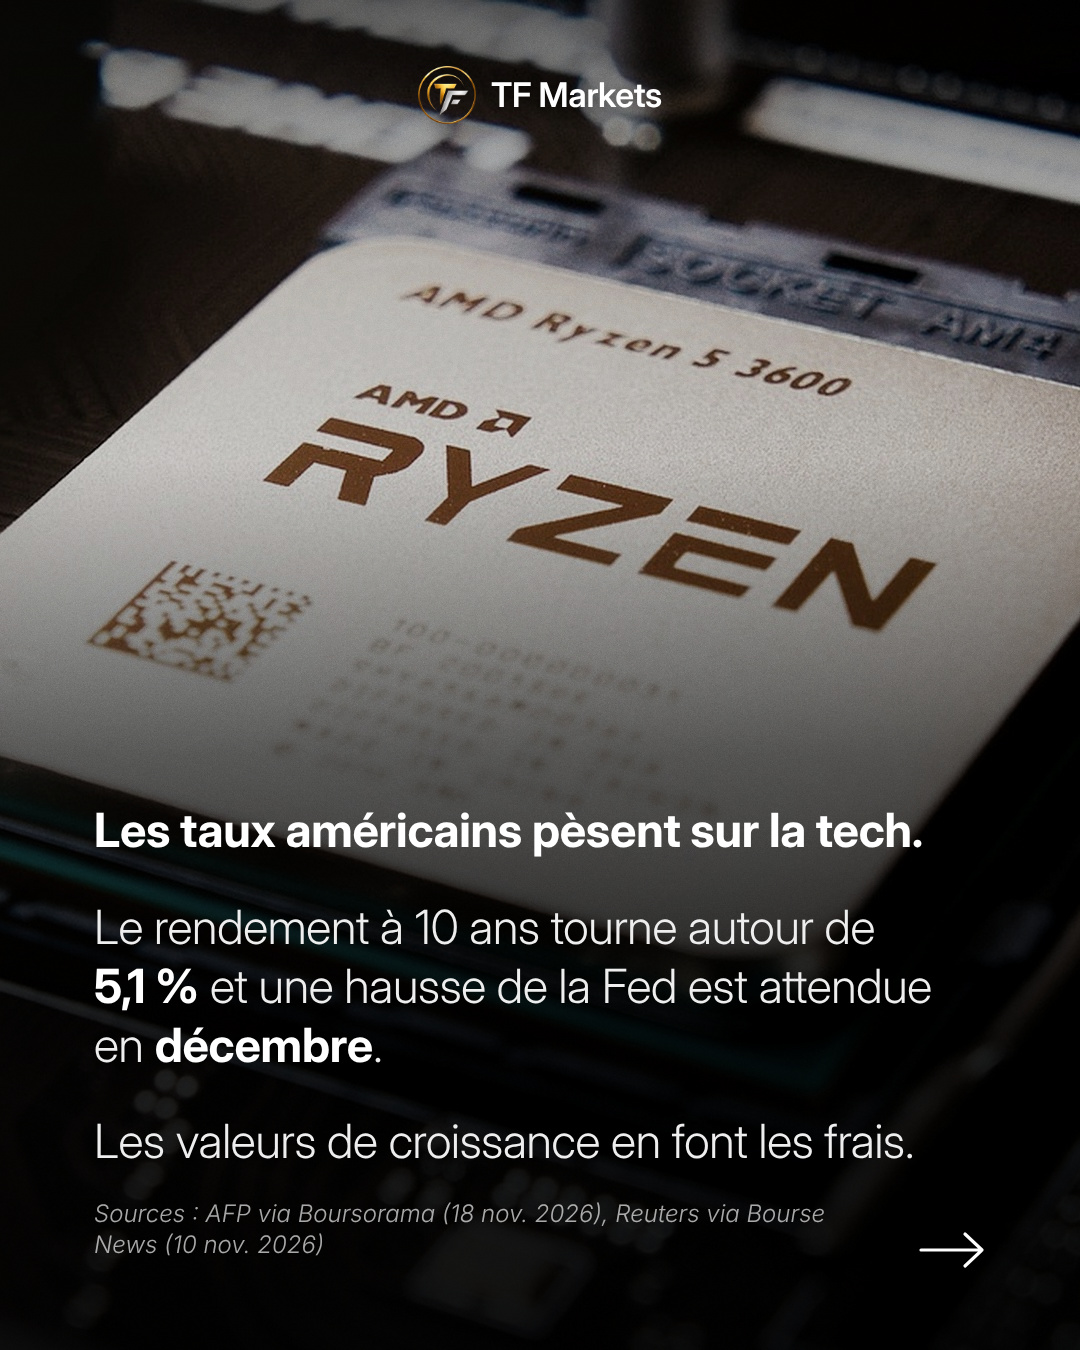 TF Markets
SOCKET AM4
AMD Ryzen 5 3600
AMD
RYZEN
Les taux américains pèsent sur la tech.
Le rendement à 10 ans tourne autour de
5,1 % et une hausse de la Fed est attendue
en décembre.
Les valeurs de croissance en font les frais.
Sources : AFP via Boursorama (18 nov. 2026), Reuters via Bourse
News (10 nov. 2026)